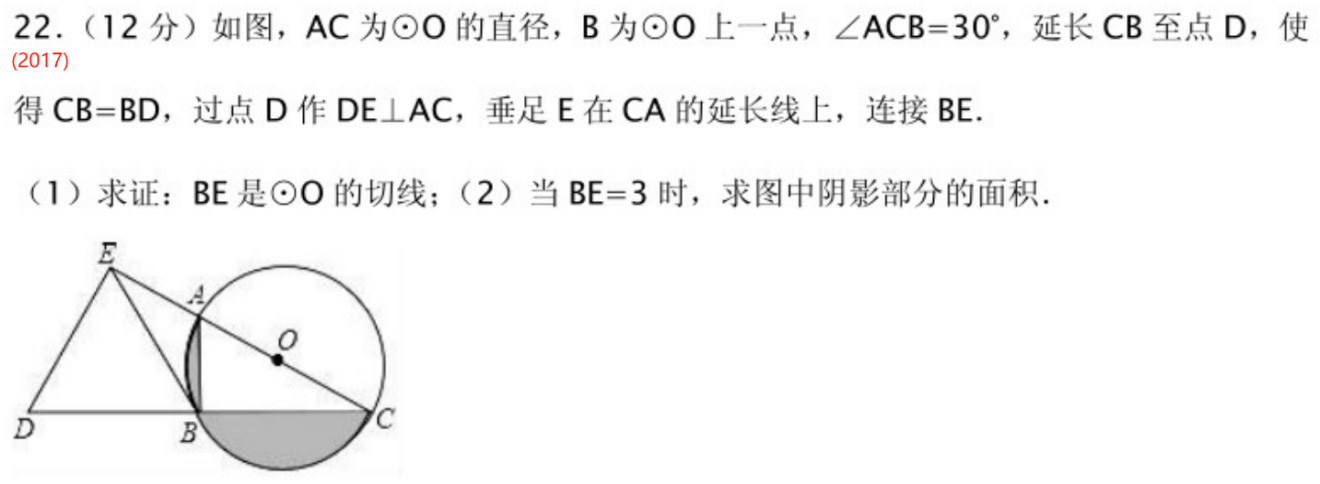 22.（12 分）如图，AC 为⊙O 的直径，B 为⊙O 上一点，∠ACB=30°，延长 CB 至点 D，使
(2017)
得 CB=BD，过点 D 作 DE⊥AC，垂足 E 在 CA 的延长线上，连接 BE．
（1）求证：BE 是⊙O 的切线；（2）当 BE=3 时，求图中阴影部分的面积．
E
A
O
D
B
C